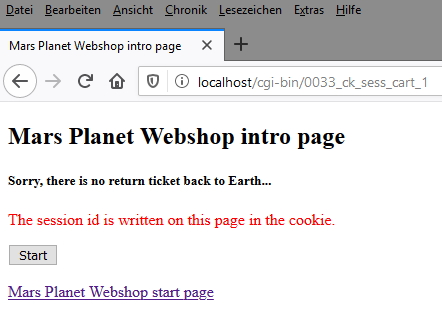 Datei Bearbeiten Ansicht Chronik Lesezeichen Extras Hilfe
Mars Planet Webshop intro page
localhost/cgi-bin/0033_ck_sess_cart_1
Mars Planet Webshop intro page
Sorry, there is no return ticket back to Earth...
The session id is written on this page in the cookie.
Start
Mars Planet Webshop start page